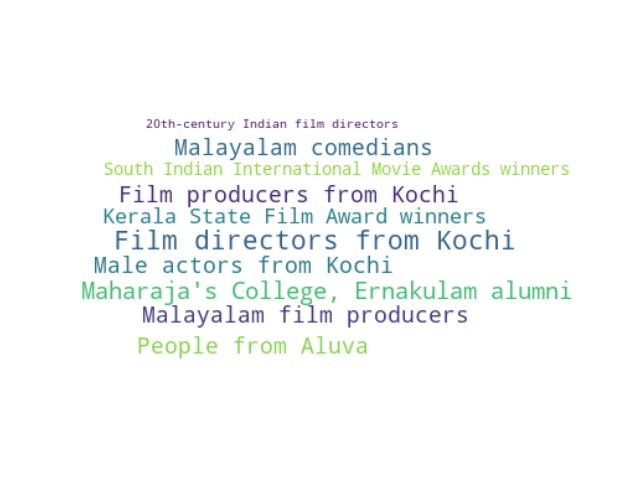 20th-century Indian film directors
Malayalam comedians
South Indian International Movie Awards winners
Film producers from Kochi
Kerala State Film Award winners
Film directors from Kochi
Male actors from Kochi
Maharaja's College, Ernakulam alumni
Malayalam film producers
People from Aluva